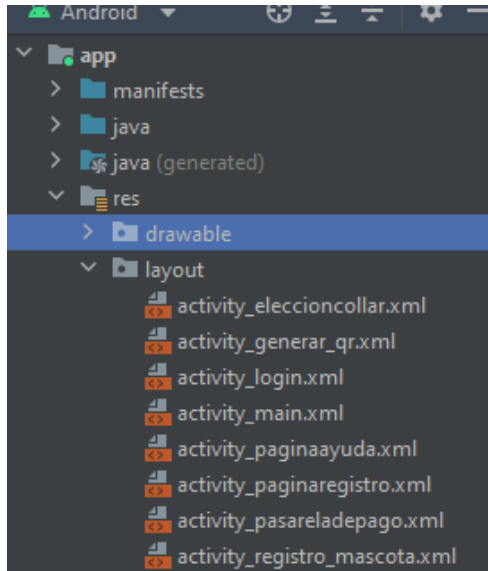 Android
app
manifests
java
java (generated)
res
drawable
layout
activity_eleccioncollar.xml
activity_generar_qr.xml
activity_login.xml
activity_main.xml
activity_paginaayuda.xml
activity_paginaregistro.xml
activity_pasareladepago.xml
activity_registro_mascota.xml